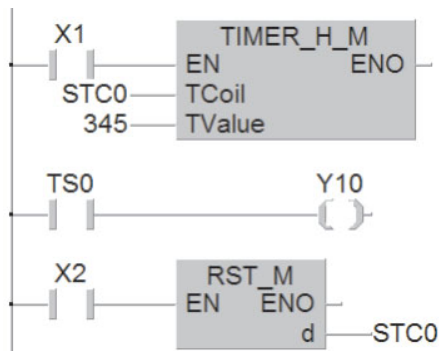 X1
TIMER_H_M
EN ENO
STC0 TCoil
345 TValue
TS0 Y10
X2
RST_M
EN ENO
d STC0